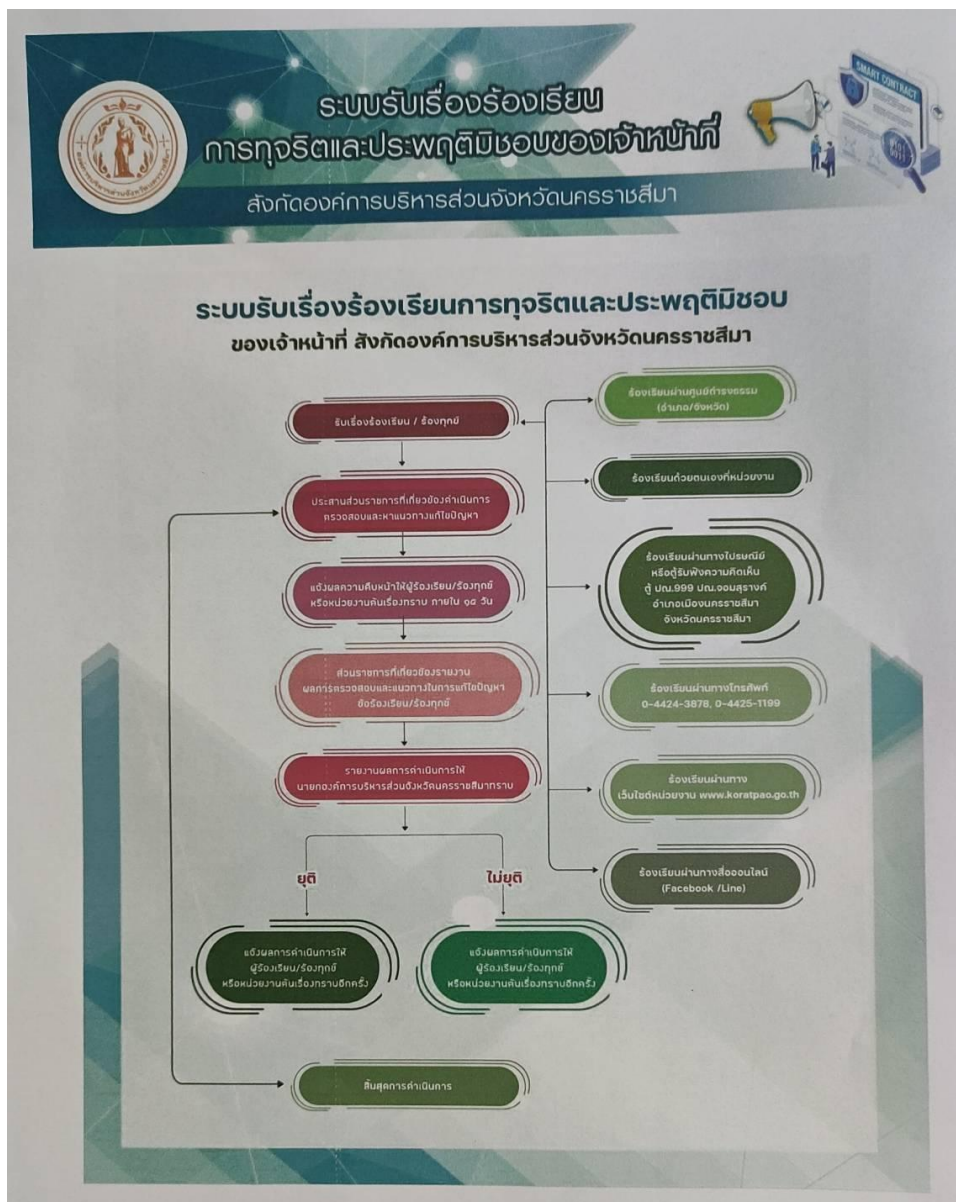 ระบบรับเรื่องร้องเรียน
การทุจริตและประพฤติมิชอบของเจ้าหน้าที่
สังกัดองค์การบริหารส่วนจังหวัดนครราชสีมา
SMART CONTRACT
ระบบรับเรื่องร้องเรียนการทุจริตและประพฤติมิชอบ
ของเจ้าหน้าที่ สังกัดองค์การบริหารส่วนจังหวัดนครราชสีมา
รับเรื่องร้องเรียน / ร้องทุกข์
ประสานส่วนราชการที่เกี่ยวข้องดำเนินการ
ตรวจสอบและหาแนวทางแก้ไขปัญหา
แจ้งผลความคืบหน้าให้ผู้ร้องเรียน/ร้องทุกข์
หรือหน่วยงานต้นเรื่องทราบ ภายใน ๑๕ วัน
ส่วนราชการที่เกี่ยวข้องรายงาน
ผลการตรวจสอบและแนวทางในการแก้ไขปัญหา
ข้อร้องเรียน/ร้องทุกข์
รายงานผลการดำเนินการให้
นายกองค์การบริหารส่วนจังหวัดนครราชสีมาทราบ
ยุติ
ไม่ยุติ
แจ้งผลการดำเนินการให้
ผู้ร้องเรียน/ร้องทุกข์
หรือหน่วยงานต้นเรื่องทราบอีกครั้ง
แจ้งผลการดำเนินการให้
ผู้ร้องเรียน/ร้องทุกข์
หรือหน่วยงานต้นเรื่องทราบอีกครั้ง
สิ้นสุดการดำเนินการ
ร้องเรียนผ่านศูนย์ดำรงธรรม
(อำเภอ/จังหวัด)
ร้องเรียนด้วยตนเองที่หน่วยงาน
ร้องเรียนผ่านทางไปรษณีย์
หรือตู้รับฟังความคิดเห็น
ตู้ ปณ.999 ปณ.จอมสุรางค์
อำเภอเมืองนครราชสีมา
จังหวัดนครราชสีมา
ร้องเรียนผ่านทางโทรศัพท์
0-4424-3878, 0-4425-1199
ร้องเรียนผ่านทาง
เว็บไซต์หน่วยงาน www.koratpao.go.th
ร้องเรียนผ่านทางสื่อออนไลน์
(Facebook /Line)